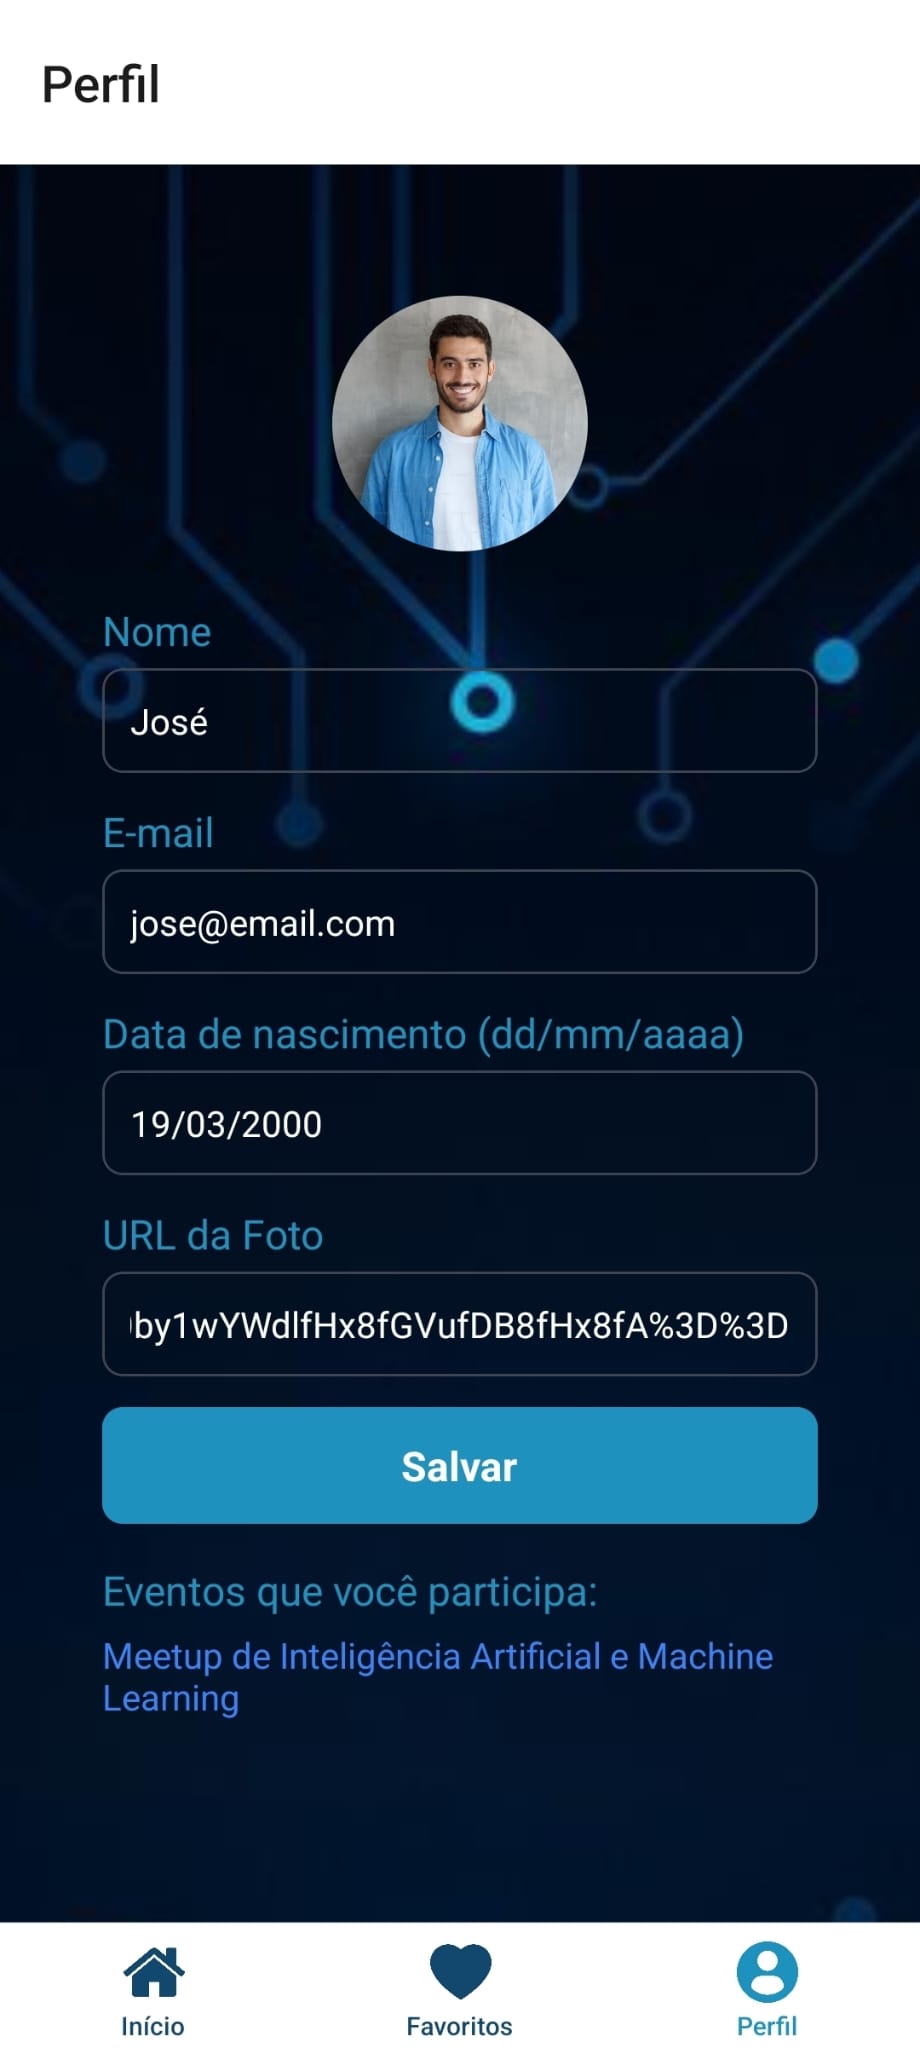 Perfil
Nome
José
E-mail
jose@email.com
Data de nascimento (dd/mm/aaaa)
19/03/2000
URL da Foto
by1wYWdlfHx8fGVufDB8fHx8fA%3D%3D
Salvar
Eventos que você participa:
Meetup de Inteligência Artificial e Machine
Learning
Início
Favoritos
Perfil